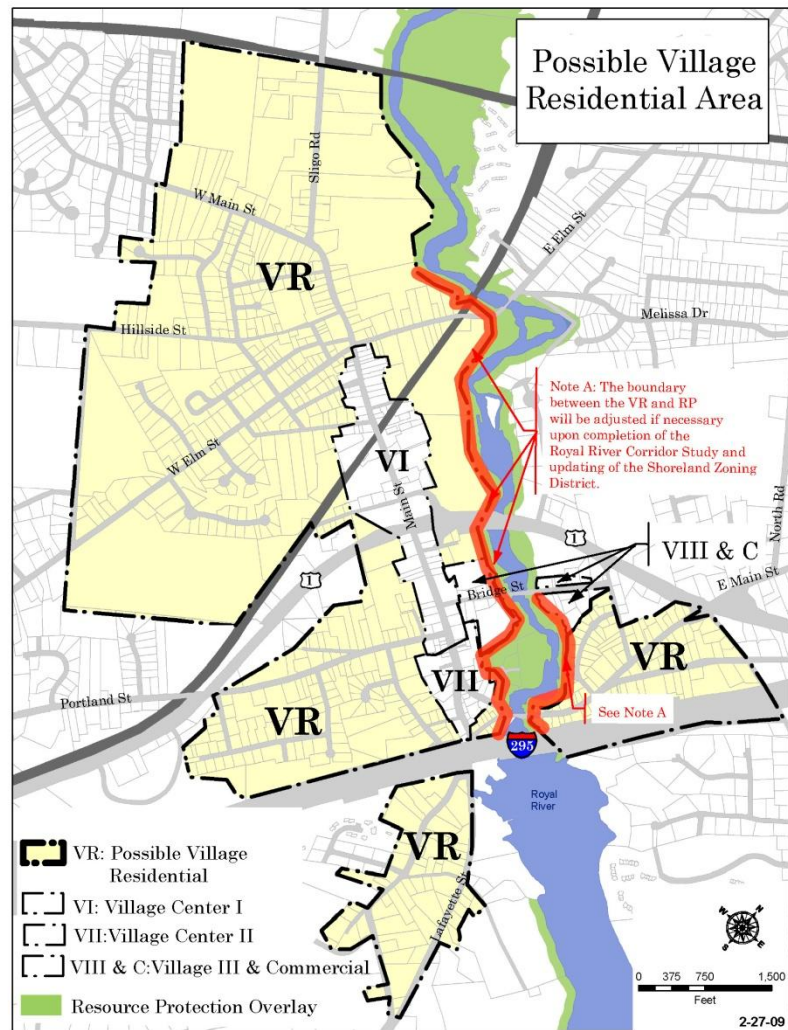 Possible Village
Residential Area
Sligo Rd
W Main St
E Elm St
VR
Melissa Dr
Hillside St
Note A: The boundary
between the VR and RP
will be adjusted if necessary
upon completion of the
Royal River Corridor Study and
updating of the Shoreland Zoning
District.
W Elm St
VI
Main St
North Rd
1
1
VIII & C
Bridge St
E Main St
VR
VII
Portland St
VR
See Note A
295
Royal
River
VR
Lafayette St
VR: Possible Village
Residential
VI: Village Center I
VII:Village Center II
VIII & C:Village III & Commercial
Resource Protection Overlay
N
E
S
W
0 375 750 1,500
Feet
2-27-09